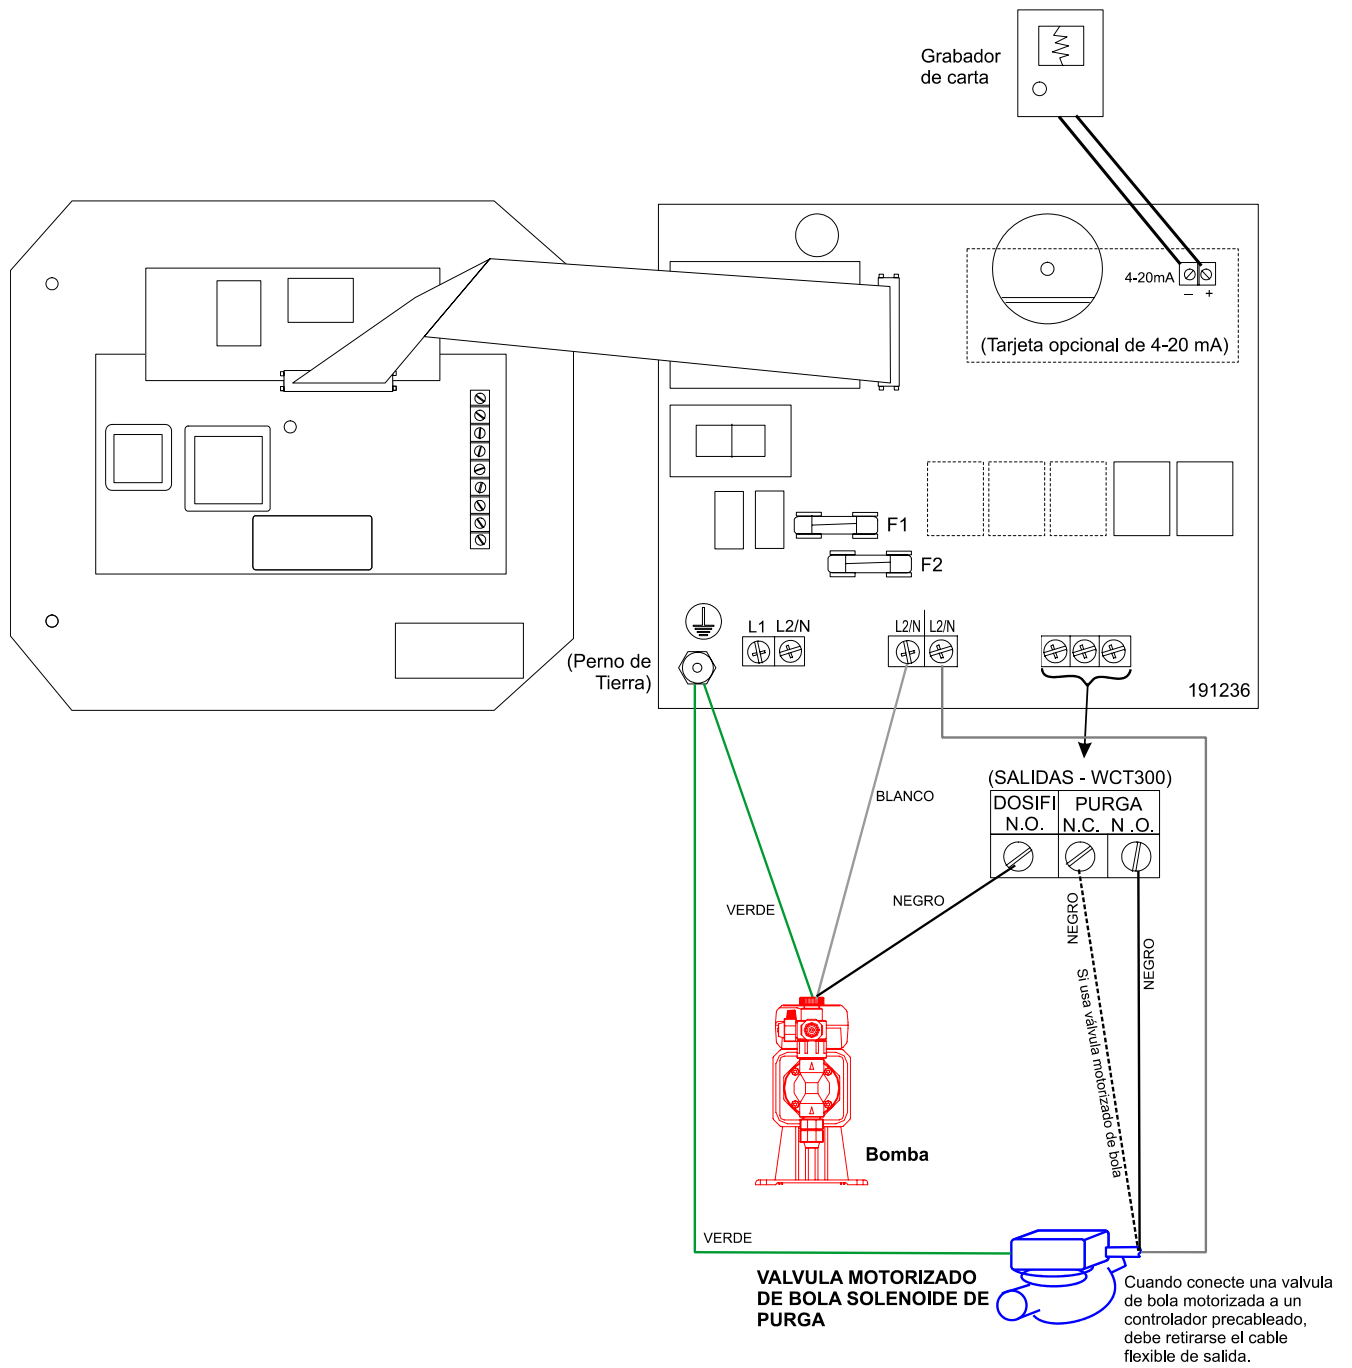 Grabador
de carta
4-20mA
– +
(Tarjeta opcional de 4-20 mA)
F1
F2
L1 L2/N
L2/N L2/N
(Perno de
Tierra)
191236
(SALIDAS - WCT300)
DOSIFI PURGA
N.O. N.C. N .O.
BLANCO
NEGRO
VERDE
NEGRO
NEGRO
Si usa válvula motorizado de bola
Bomba
VERDE
VALVULA MOTORIZADO
DE BOLA SOLENOIDE DE
PURGA
Cuando conecte una valvula
de bola motorizada a un
controlador precableado,
debe retirarse el cable
flexible de salida.